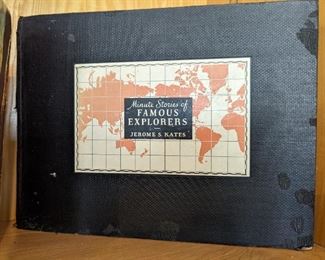 Minute Stories of
FAMOUS
EXPLORERS
JEROME S. KATES